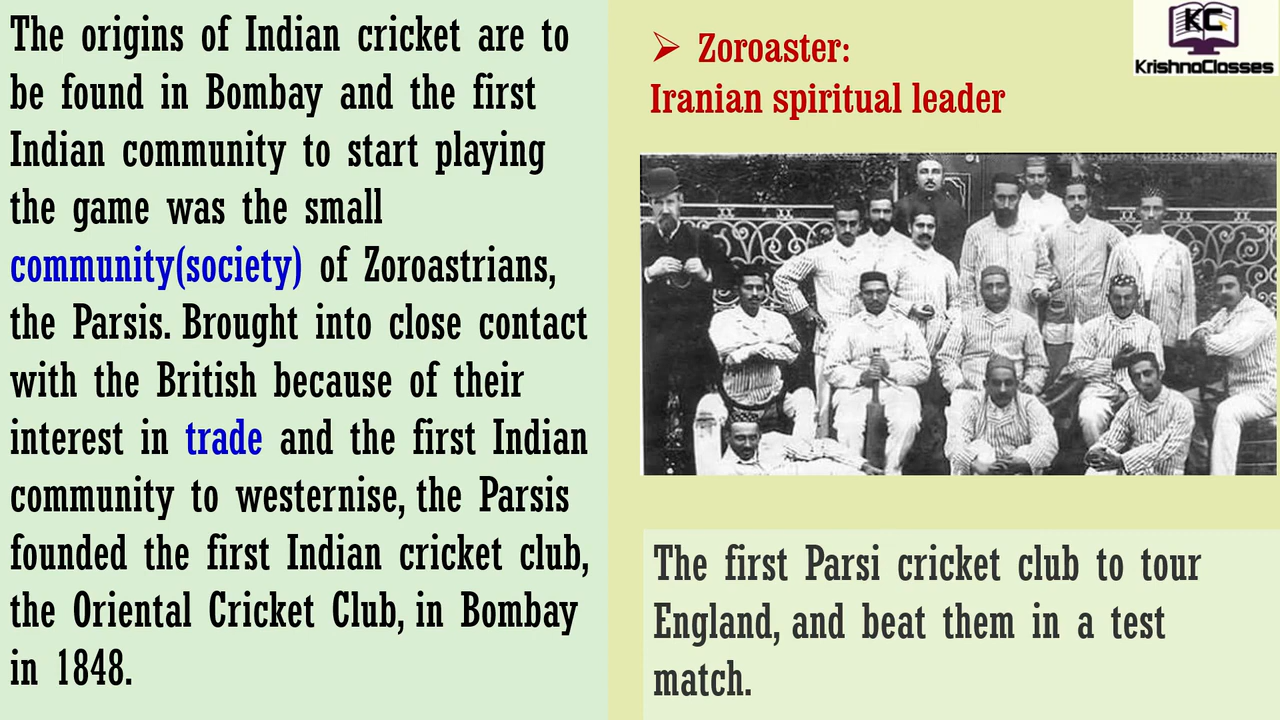 The origins of Indian cricket are to
be found in Bombay and the first
Indian community to start playing
the game was the small
community(society) of Zoroastrians,
the Parsis. Brought into close contact
with the British because of their
interest in trade and the first Indian
community to westernise, the Parsis
founded the first Indian cricket club,
the Oriental Cricket Club, in Bombay
in 1848.
KC
KrishnaClasses
➢ Zoroaster:
Iranian spiritual leader
The first Parsi cricket club to tour
England, and beat them in a test
match.